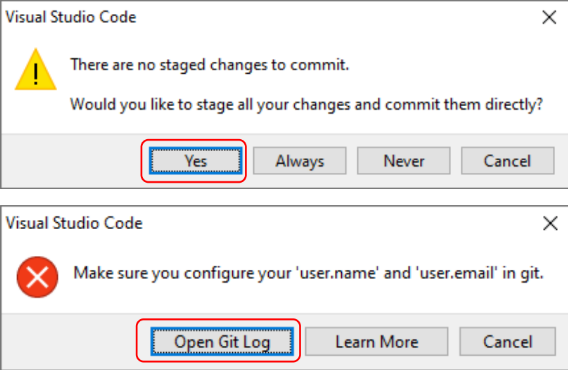 Visual Studio Code
There are no staged changes to commit.
Would you like to stage all your changes and commit them directly?
Yes
Always
Never
Cancel
Visual Studio Code
Make sure you configure your 'user.name' and 'user.email' in git.
Open Git Log
Learn More
Cancel